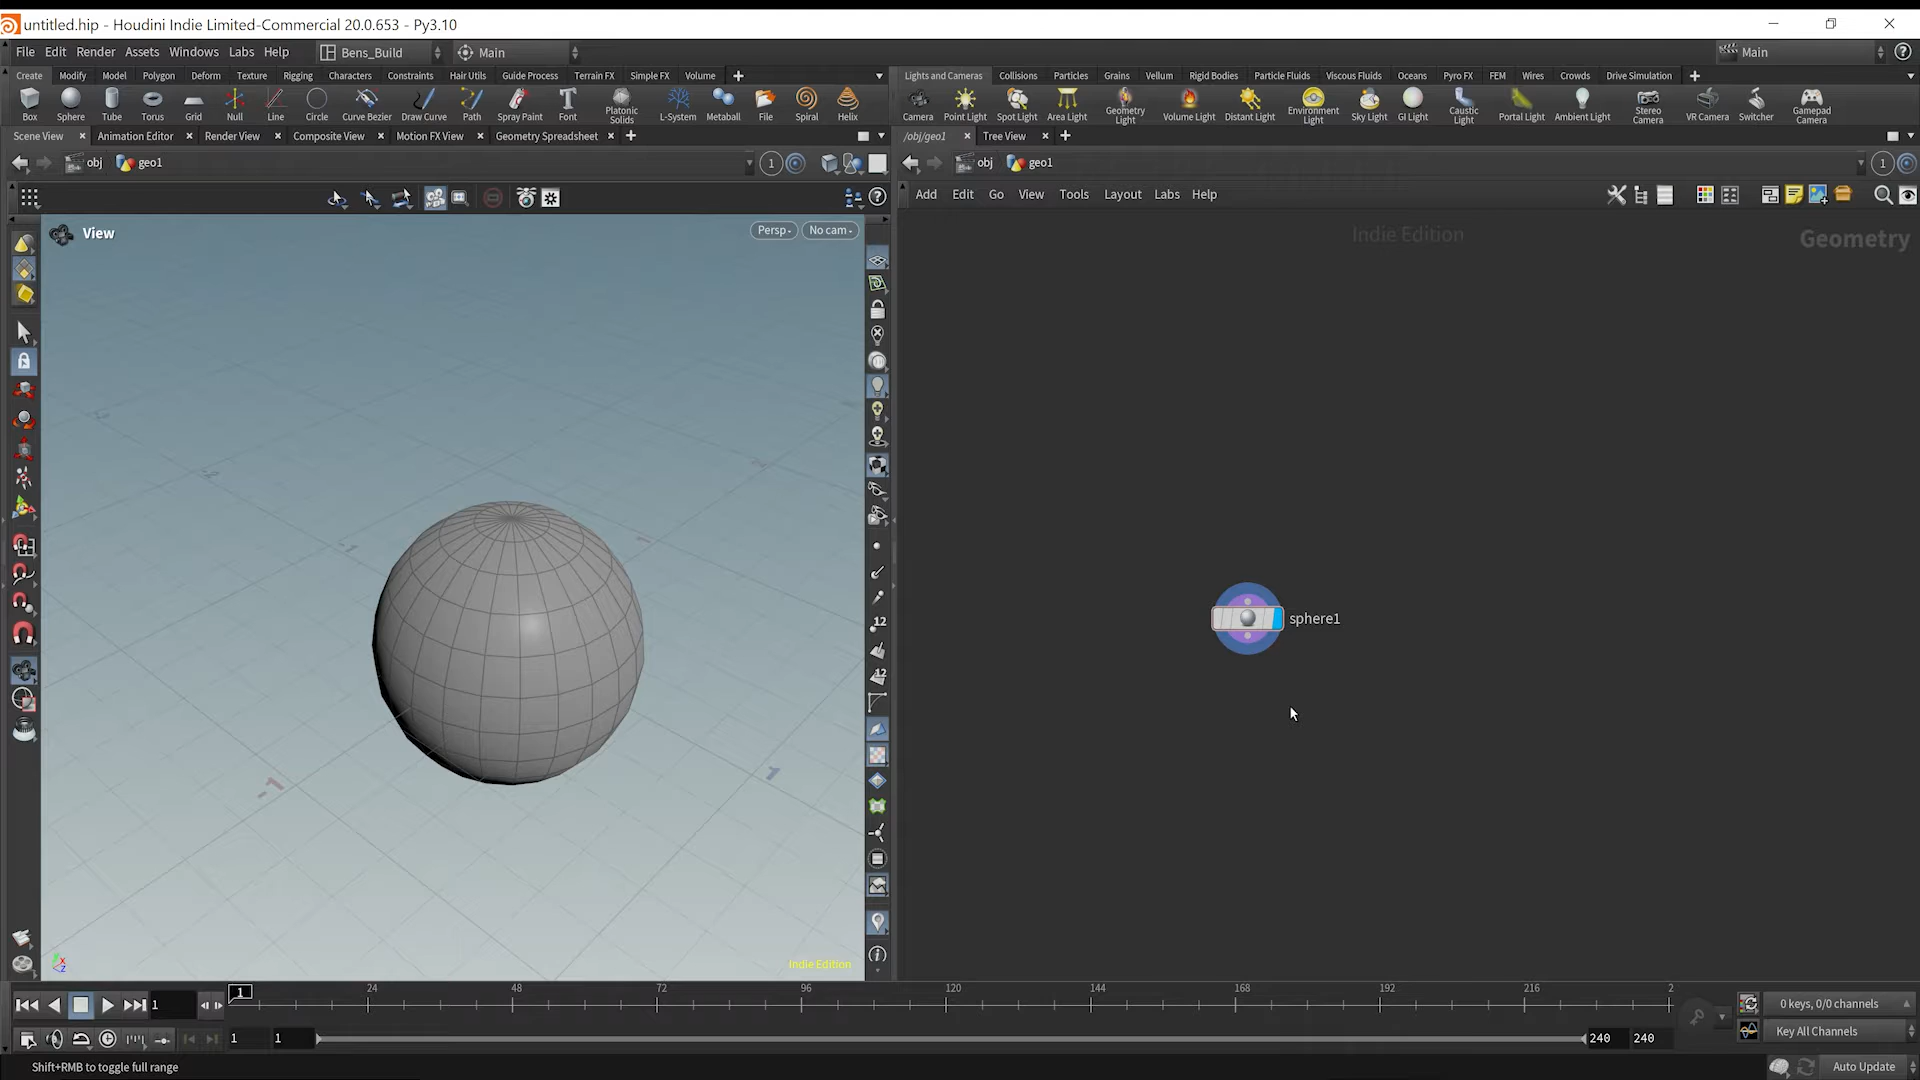 untitled.hip - Houdini Indie Limited-Commercial 20.0.653 - Py3.10
File Edit Render Assets Windows Labs Help Bens_Build Main Main
Create Modify Model Polygon Deform Texture Rigging Characters Constraints Hair Utils Guide Process Terrain FX Simple FX Volume
Lights and Cameras Collisions Particles Grains Vellum Rigid Bodies Particle Fluids Viscous Fluids Oceans Pyro FX FEM Wires Crowds Drive Simulation
Box Sphere Tube Torus Grid Null Line Circle Curve Bezier Draw Curve Path Spray Paint Font Platonic Solids L-System Metaball File Spiral Helix
Camera Point Light Spot Light Area Light Geometry Light Volume Light Distant Light Environment Light Sky Light GI Light Caustic Light Portal Light Ambient Light Stereo Camera VR Camera Switcher Gamepad Camera
Scene View Animation Editor Render View Composite View Motion FX View Geometry Spreadsheet
/obj/geo1 Tree View
obj geo1 1
obj geo1 1
Add Edit Go View Tools Layout Labs Help
View
Persp No cam
Indie Edition
Geometry
12
12
sphere1
-1
1
Indie Edition
1 1 24 48 72 96 120 144 168 192 216 2
0 keys, 0/0 channels
1 1 240 240
Key All Channels
Shift+RMB to toggle full range
Auto Update